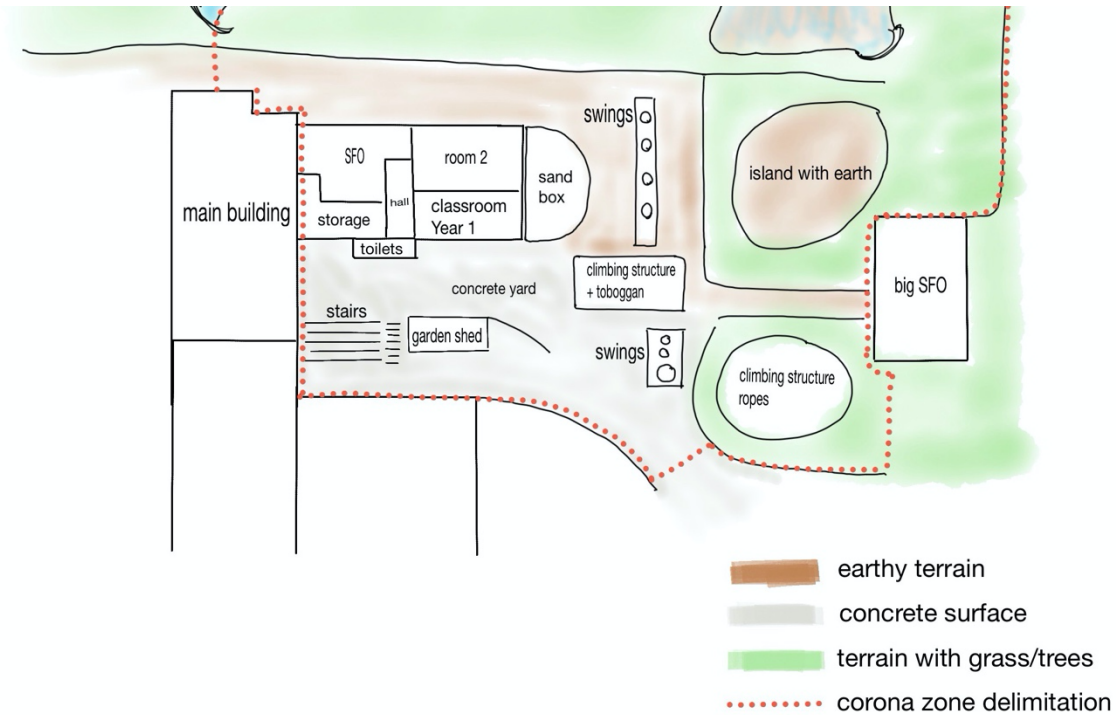 swings
SFO
room 2
sand
box
island with earth
main building
hall
classroom
Year 1
storage
toilets
climbing structure
+ toboggan
big SFO
concrete yard
stairs
garden shed
swings
climbing structure
ropes
earthy terrain
concrete surface
terrain with grass/trees
corona zone delimitation